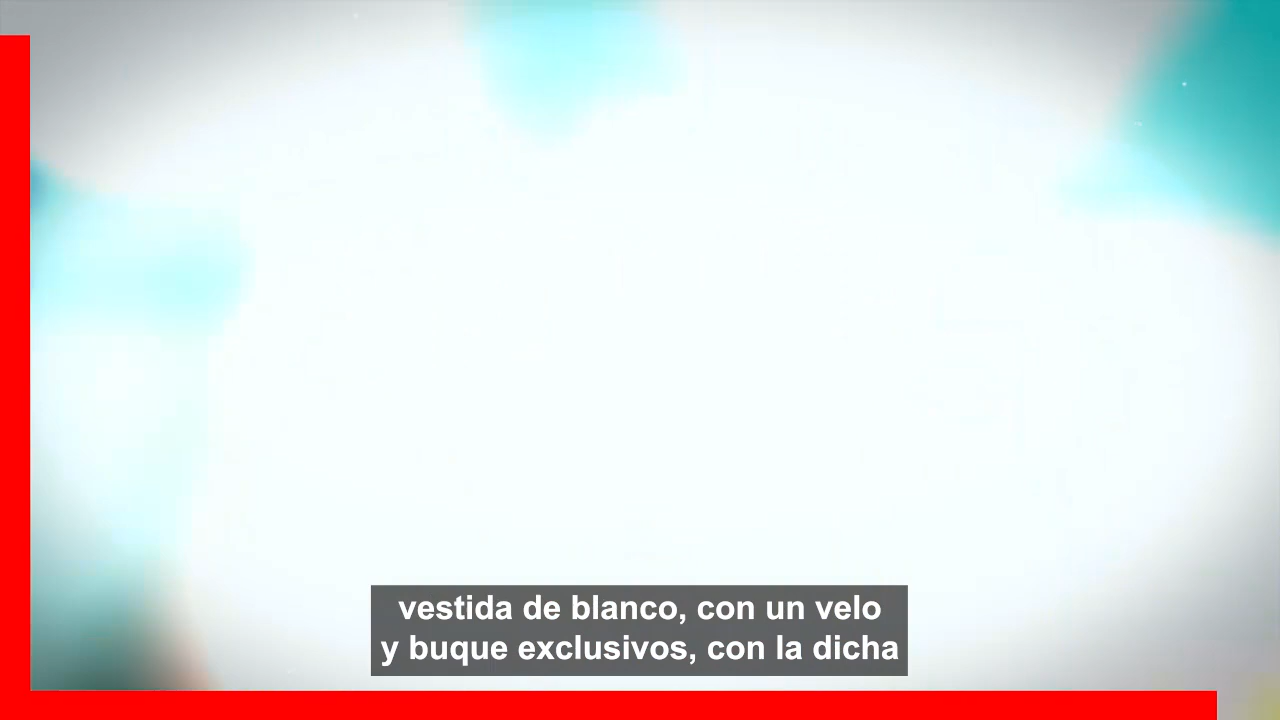 vestida de blanco, con un velo
y buque exclusivos, con la dicha